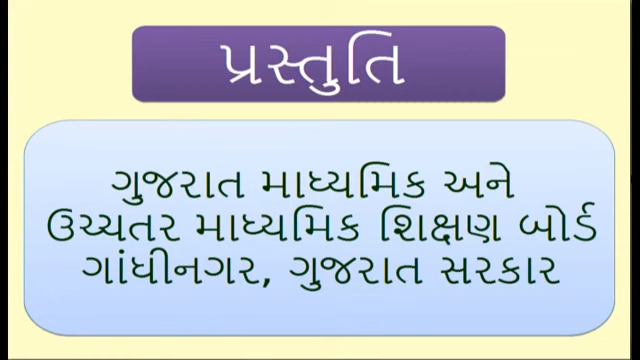 પ્રસ્તુતિ
ગુજરાત માધ્યમિક અને
ઉચ્ચતર માધ્યમિક શિક્ષણ બોર્ડ
ગાંધીનગર, ગુજરાત સરકાર